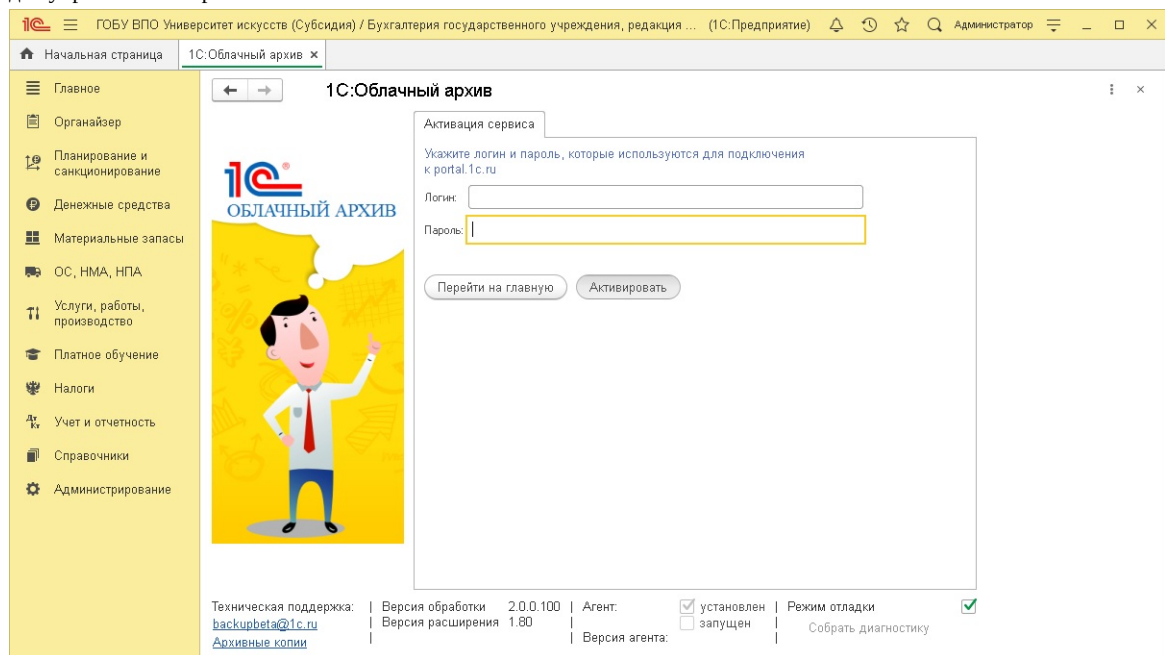 1С ГОБУ ВПО Университет искусств (Субсидия) / Бухгалтерия государственного учреждения, редакция ... (1С:Предприятие) Администратор
Начальная страница 1С:Облачный архив
Главное
Органайзер
Планирование и
санкционирование
Денежные средства
Материальные запасы
ОС, НМА, НПА
Услуги, работы,
производство
Платное обучение
Налоги
Дт Кт Учет и отчетность
Справочники
Администрирование
1С:Облачный архив
1С
ОБЛАЧНЫЙ АРХИВ
Активация сервиса
Укажите логин и пароль, которые используются для подключения
к portal.1c.ru
Логин:
Пароль:
Перейти на главную Активировать
Техническая поддержка: | Версия обработки 2.0.0.100 | Агент: установлен | Режим отладки
backupbeta@1c.ru | Версия расширения 1.80 | запущен | Собрать диагностику
Архивные копии | | Версия агента: |